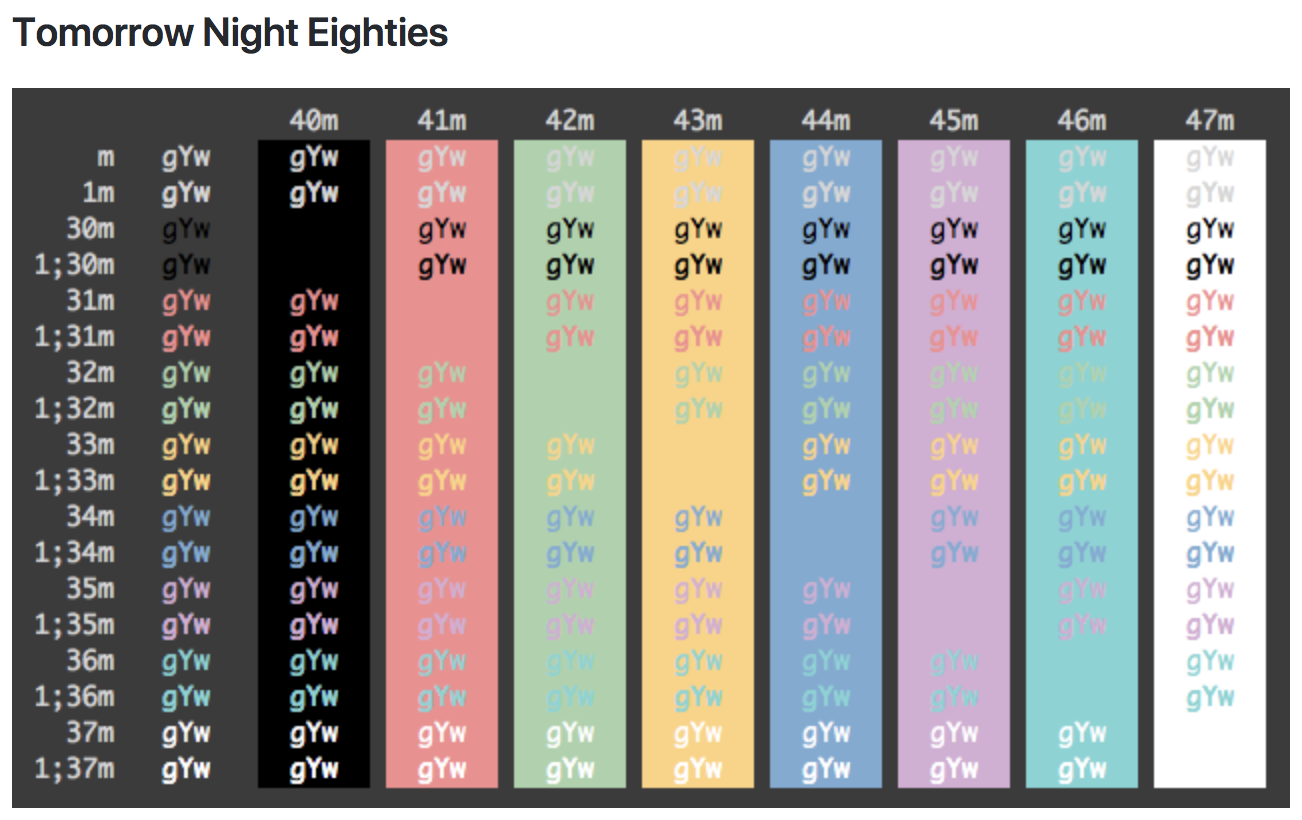 Tomorrow Night Eighties
40m 41m 42m 43m 44m 45m 46m 47m
m gYw gYw gYw gYw gYw gYw gYw gYw gYw
1m gYw gYw gYw gYw gYw gYw gYw gYw gYw
30m gYw gYw gYw gYw gYw gYw gYw gYw
1;30m gYw gYw gYw gYw gYw gYw gYw gYw
31m gYw gYw gYw gYw gYw gYw gYw gYw
1;31m gYw gYw gYw gYw gYw gYw gYw gYw
32m gYw gYw gYw gYw gYw gYw gYw gYw
1;32m gYw gYw gYw gYw gYw gYw gYw gYw
33m gYw gYw gYw gYw gYw gYw gYw gYw
1;33m gYw gYw gYw gYw gYw gYw gYw gYw
34m gYw gYw gYw gYw gYw gYw gYw gYw
1;34m gYw gYw gYw gYw gYw gYw gYw gYw
35m gYw gYw gYw gYw gYw gYw gYw gYw
1;35m gYw gYw gYw gYw gYw gYw gYw gYw
36m gYw gYw gYw gYw gYw gYw gYw gYw
1;36m gYw gYw gYw gYw gYw gYw gYw gYw
37m gYw gYw gYw gYw gYw gYw gYw gYw
1;37m gYw gYw gYw gYw gYw gYw gYw gYw